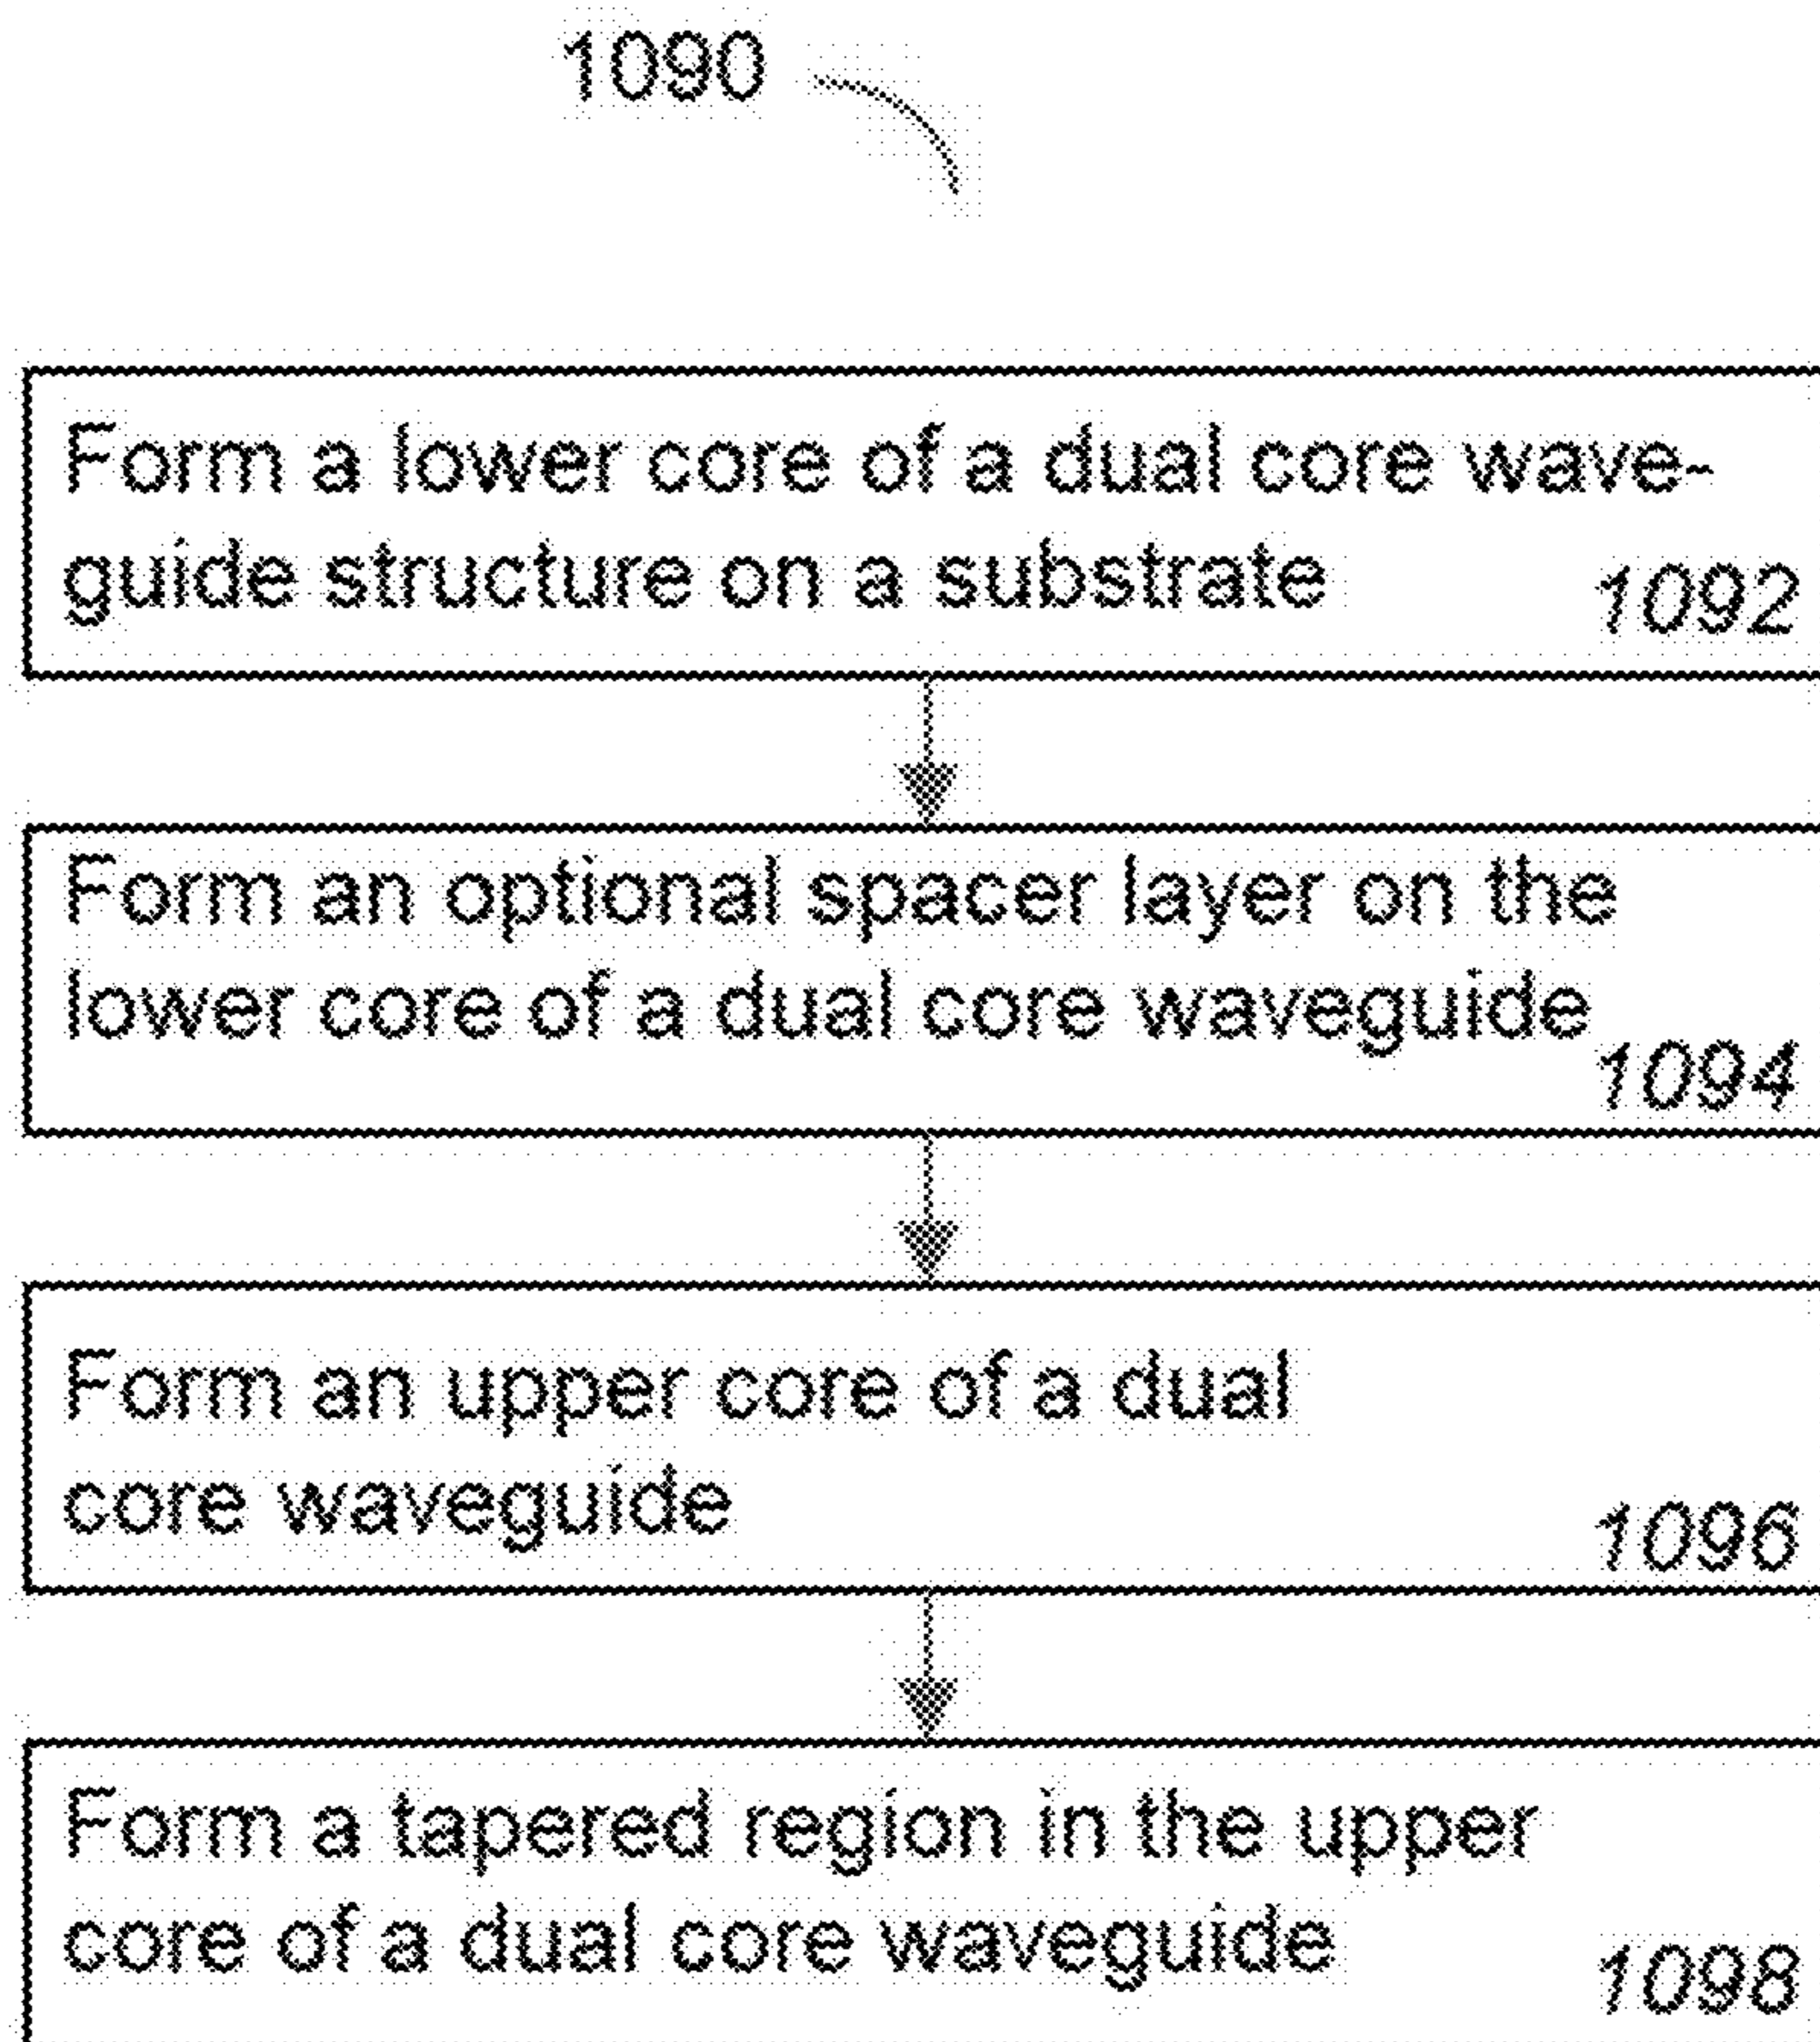 1090
Form a lower core of a dual core wave-
guide structure on a substrate
1092
Form an optional spacer layer on the
lower core of a dual core waveguide
1094
Form an upper core of a dual
core waveguide
1096
Form a tapered region in the upper
core of a dual core waveguide
1098